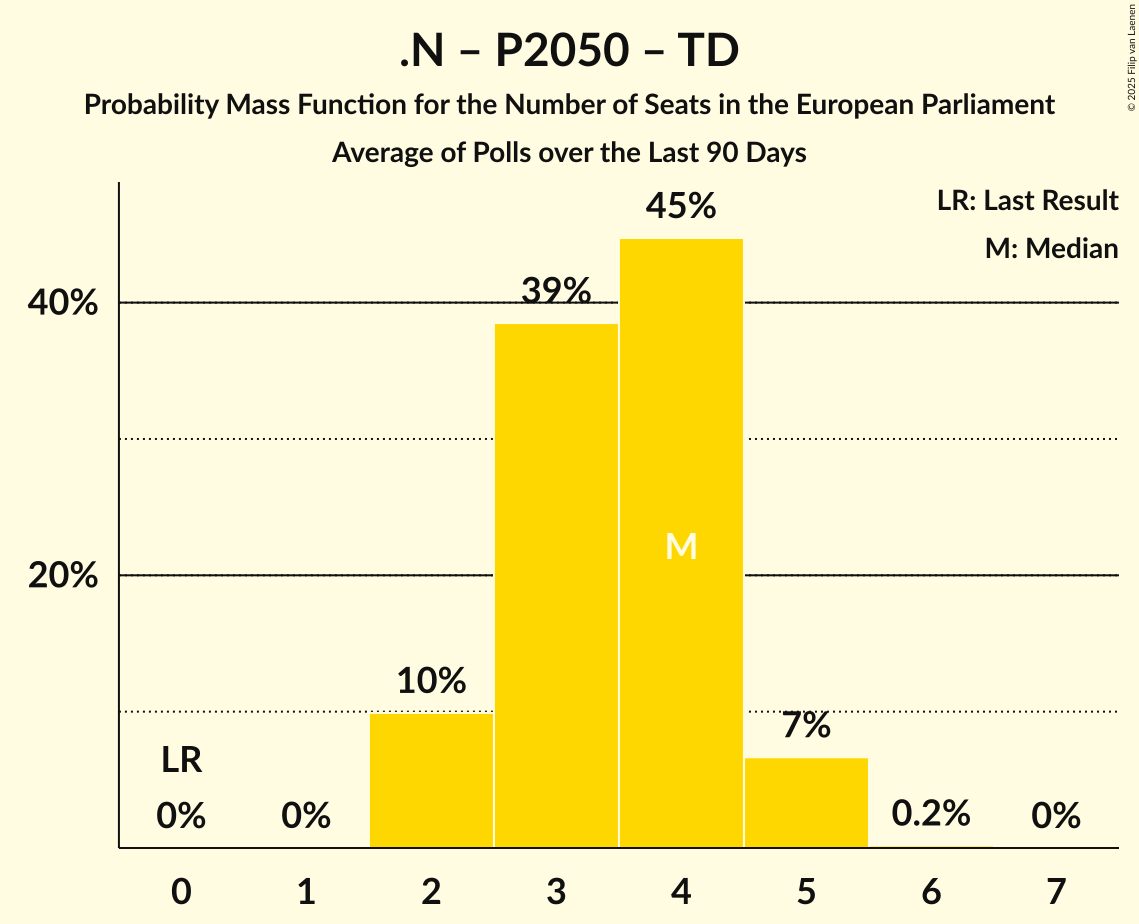 .N – P2050 – TD
Probability Mass Function for the Number of Seats in the European Parliament
Average of Polls over the Last 90 Days
© 2025 Filip van Laenen
LR: Last Result
M: Median
45%
39%
40%
M
20%
10%
7%
LR
0%
0%
0.2%
0%
0 1 2 3 4 5 6 7